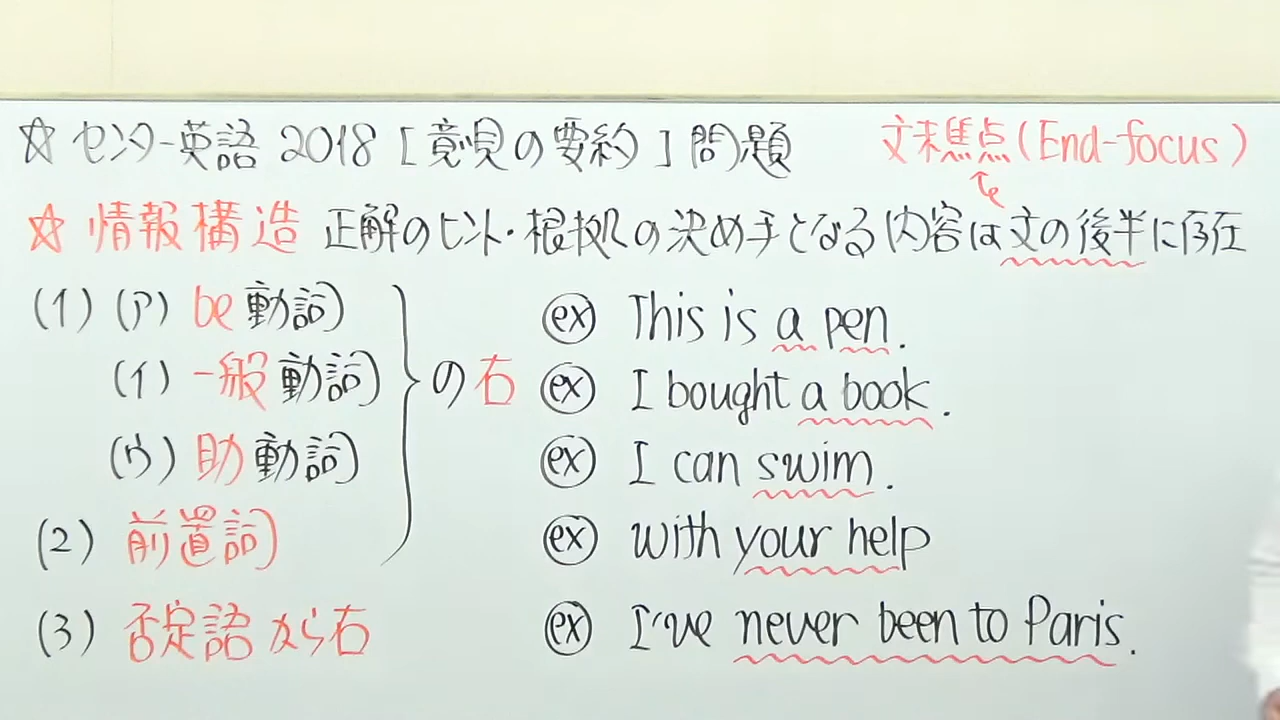 ☆ センター英語 2018 [意見の要約] 問題 文末焦点(End-focus)
☆ 情報構造 正解のヒント・根拠の決め手となる内容は文の後半に存在
(1) (ア) be動詞
(イ) 一般動詞
(ウ) 助動詞
(2) 前置詞
の右
(3) 否定語から右
ex This is a pen.
ex I bought a book.
ex I can swim.
ex with your help
ex I've never been to Paris.